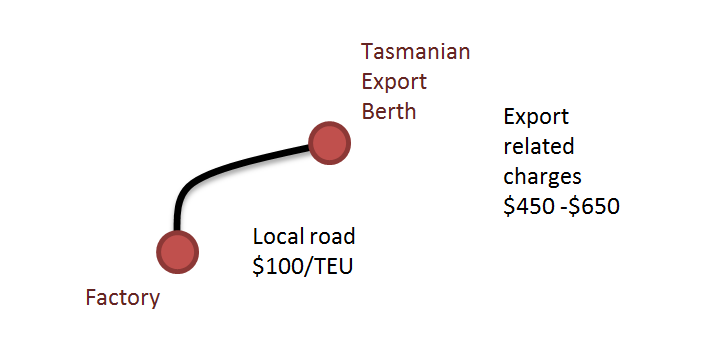 Tasmanian
Export
Berth
Export
related
charges
$450 -$650
Local road
$100/TEU
Factory